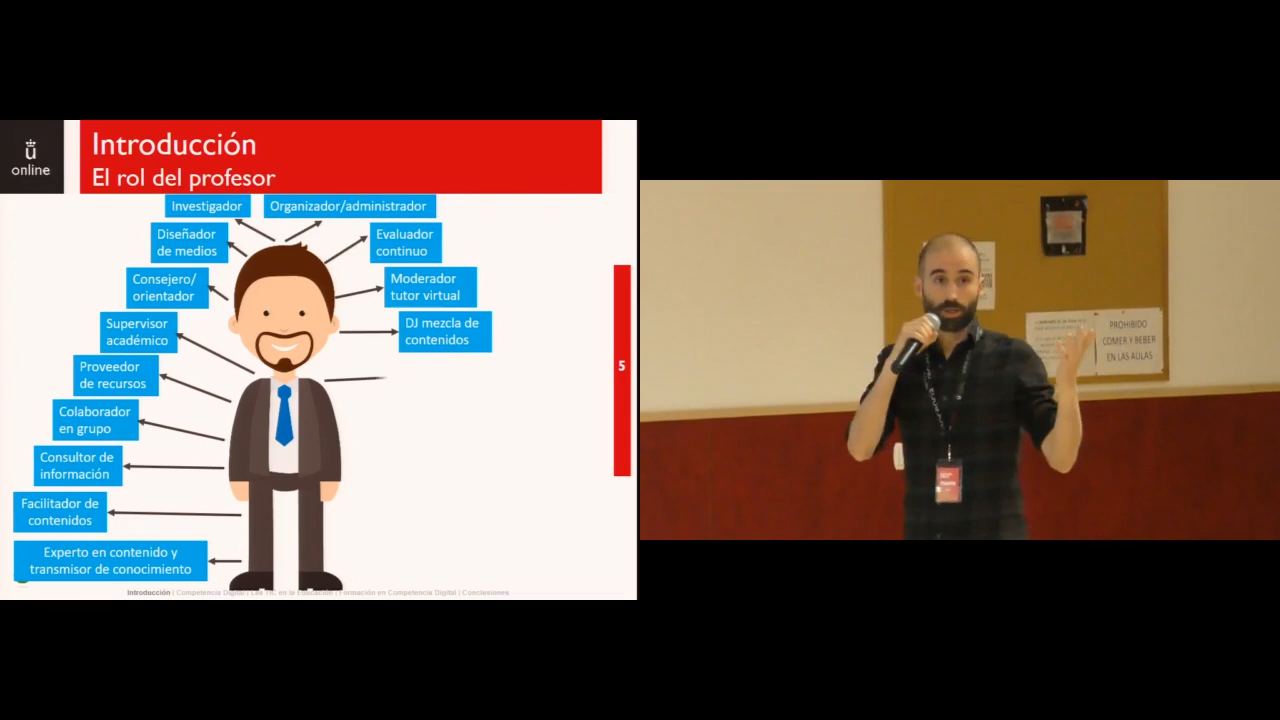 ü
online
Introducción
El rol del profesor
Investigador
Organizador/administrador
Diseñador
de medios
Evaluador
continuo
Consejero/
orientador
Moderador
tutor virtual
Supervisor
académico
DJ mezcla de
contenidos
Proveedor
de recursos
5
Colaborador
en grupo
Consultor de
información
Facilitador de
contenidos
Experto en contenido y
transmisor de conocimiento
Introducción | Competencia Digital | Las TIC en la Educación | Formación en Competencia Digital | Conclusiones
PROHIBIDO
COMER Y BEBER
EN LAS AULAS